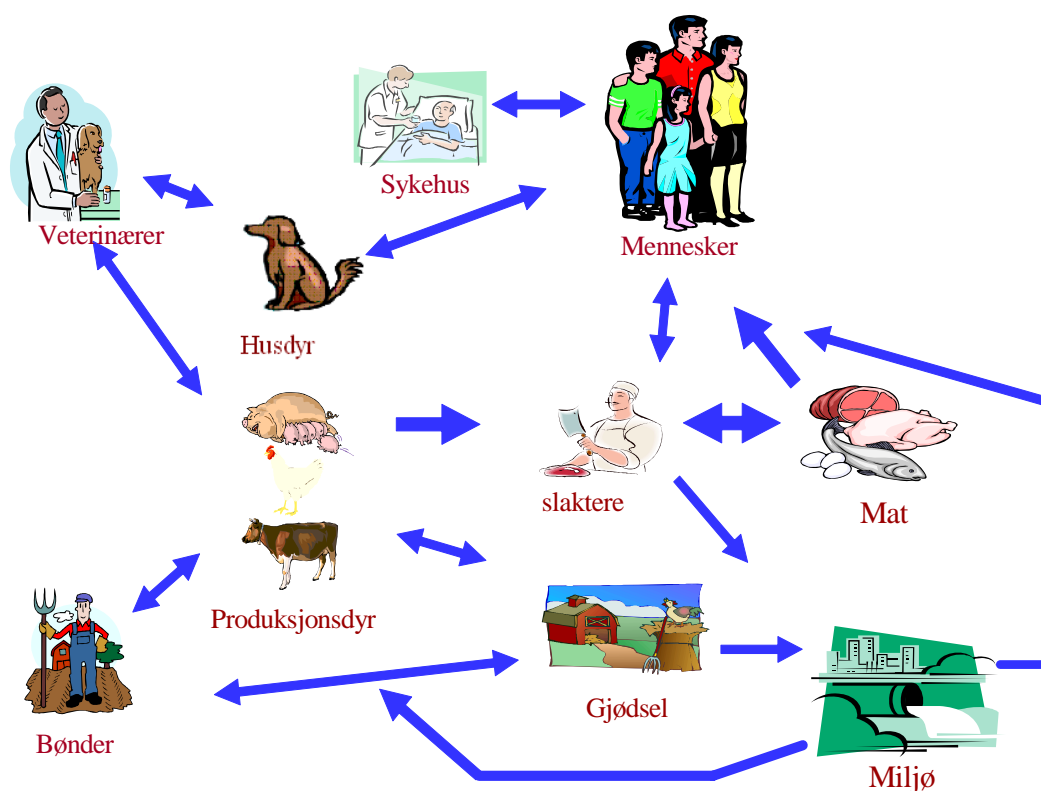 Sykehus
Veterinærer
Mennesker
Husdyr
slaktere
Mat
Produksjonsdyr
Gjødsel
Bønder
Miljø